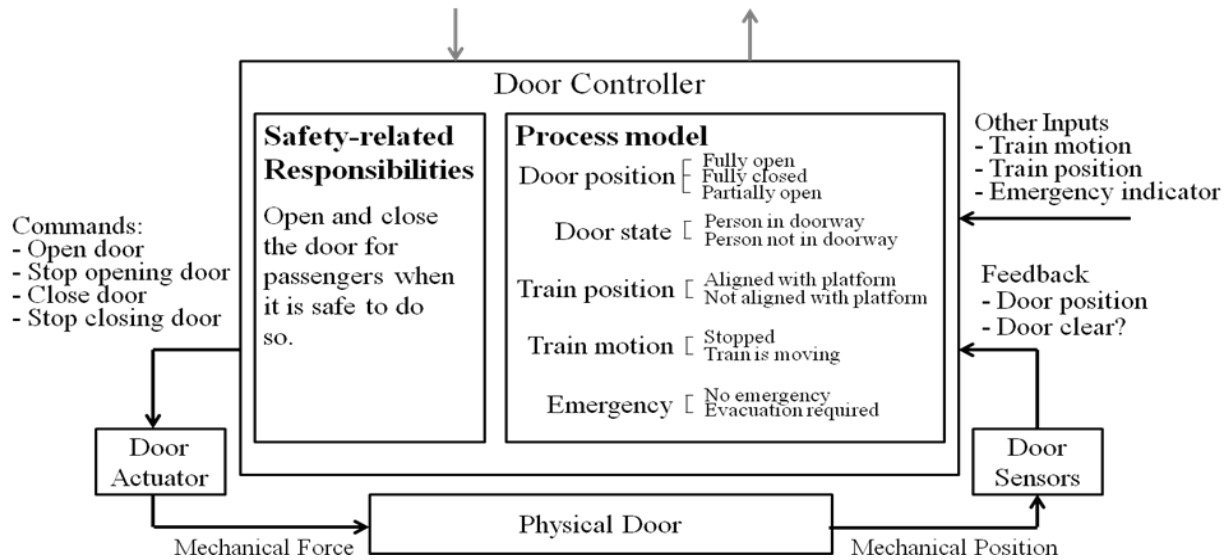 Door Controller
Safety-related
Responsibilities
Open and close
the door for
passengers when
it is safe to do
so.
Process model
Door position
Fully open
Fully closed
Partially open
Door state
Person in doorway
Person not in doorway
Train position
Aligned with platform
Not aligned with platform
Train motion
Stopped
Train is moving
Emergency
No emergency
Evacuation required
Commands:
- Open door
- Stop opening door
- Close door
- Stop closing door
Other Inputs
- Train motion
- Train position
- Emergency indicator
Feedback
- Door position
- Door clear?
Door
Actuator
Door
Sensors
Mechanical Force
Physical Door
Mechanical Position